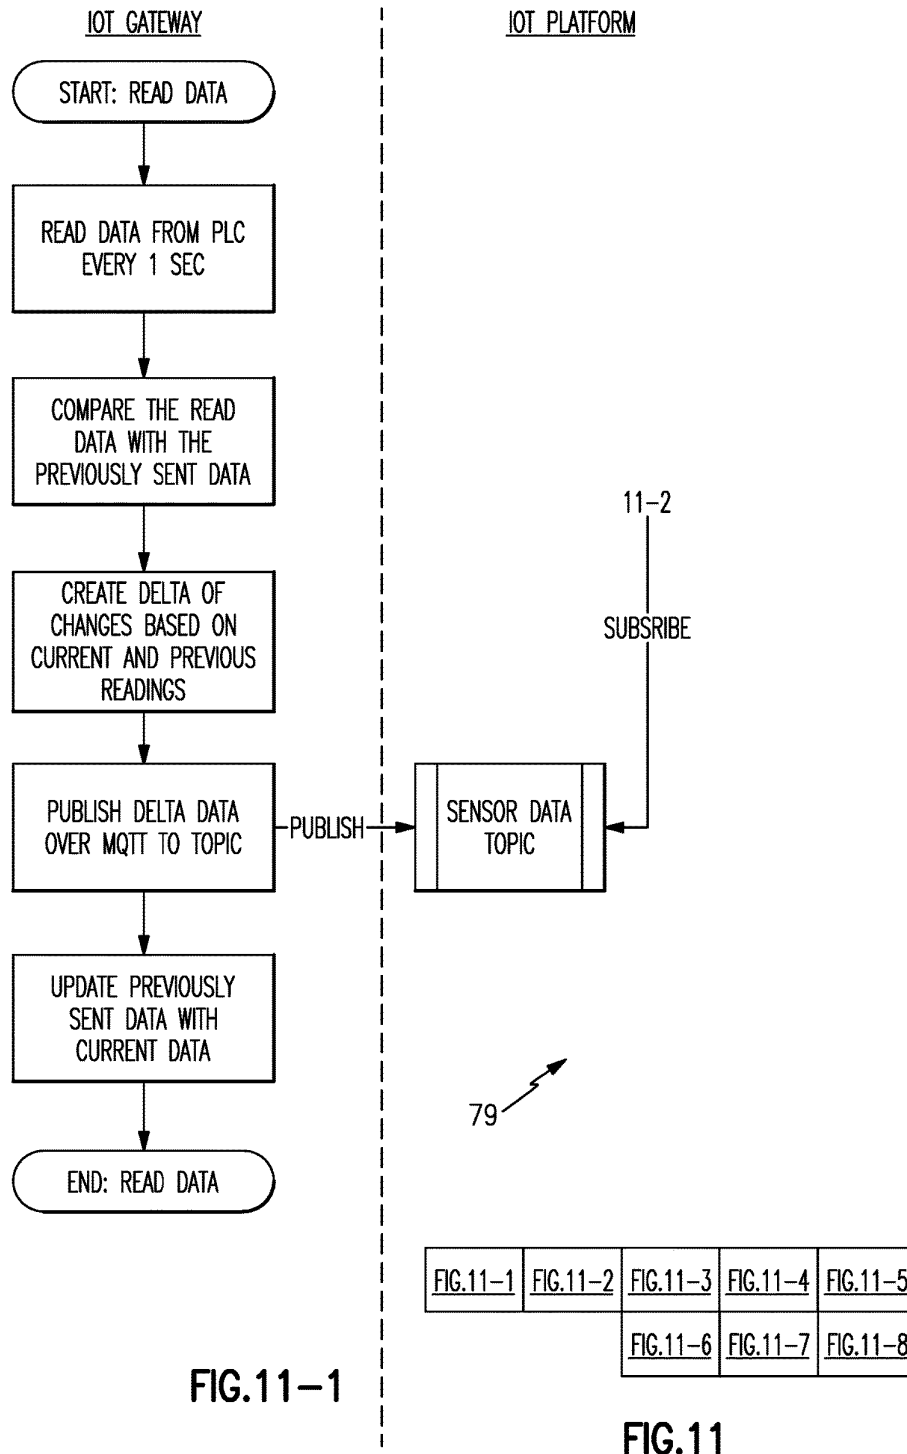 IOT GATEWAY
IOT PLATFORM
START: READ DATA
READ DATA FROM PLC
EVERY 1 SEC
COMPARE THE READ
DATA WITH THE
PREVIOUSLY SENT DATA
11-2
CREATE DELTA OF
CHANGES BASED ON
CURRENT AND PREVIOUS
READINGS
SUBSRIBE
PUBLISH DELTA DATA
OVER MQTT TO TOPIC
PUBLISH
SENSOR DATA
TOPIC
UPDATE PREVIOUSLY
SENT DATA WITH
CURRENT DATA
79
END: READ DATA
FIG.11-1 FIG.11-2 FIG.11-3 FIG.11-4 FIG.11-5
FIG.11-6 FIG.11-7 FIG.11-8
FIG.11-1
FIG.11